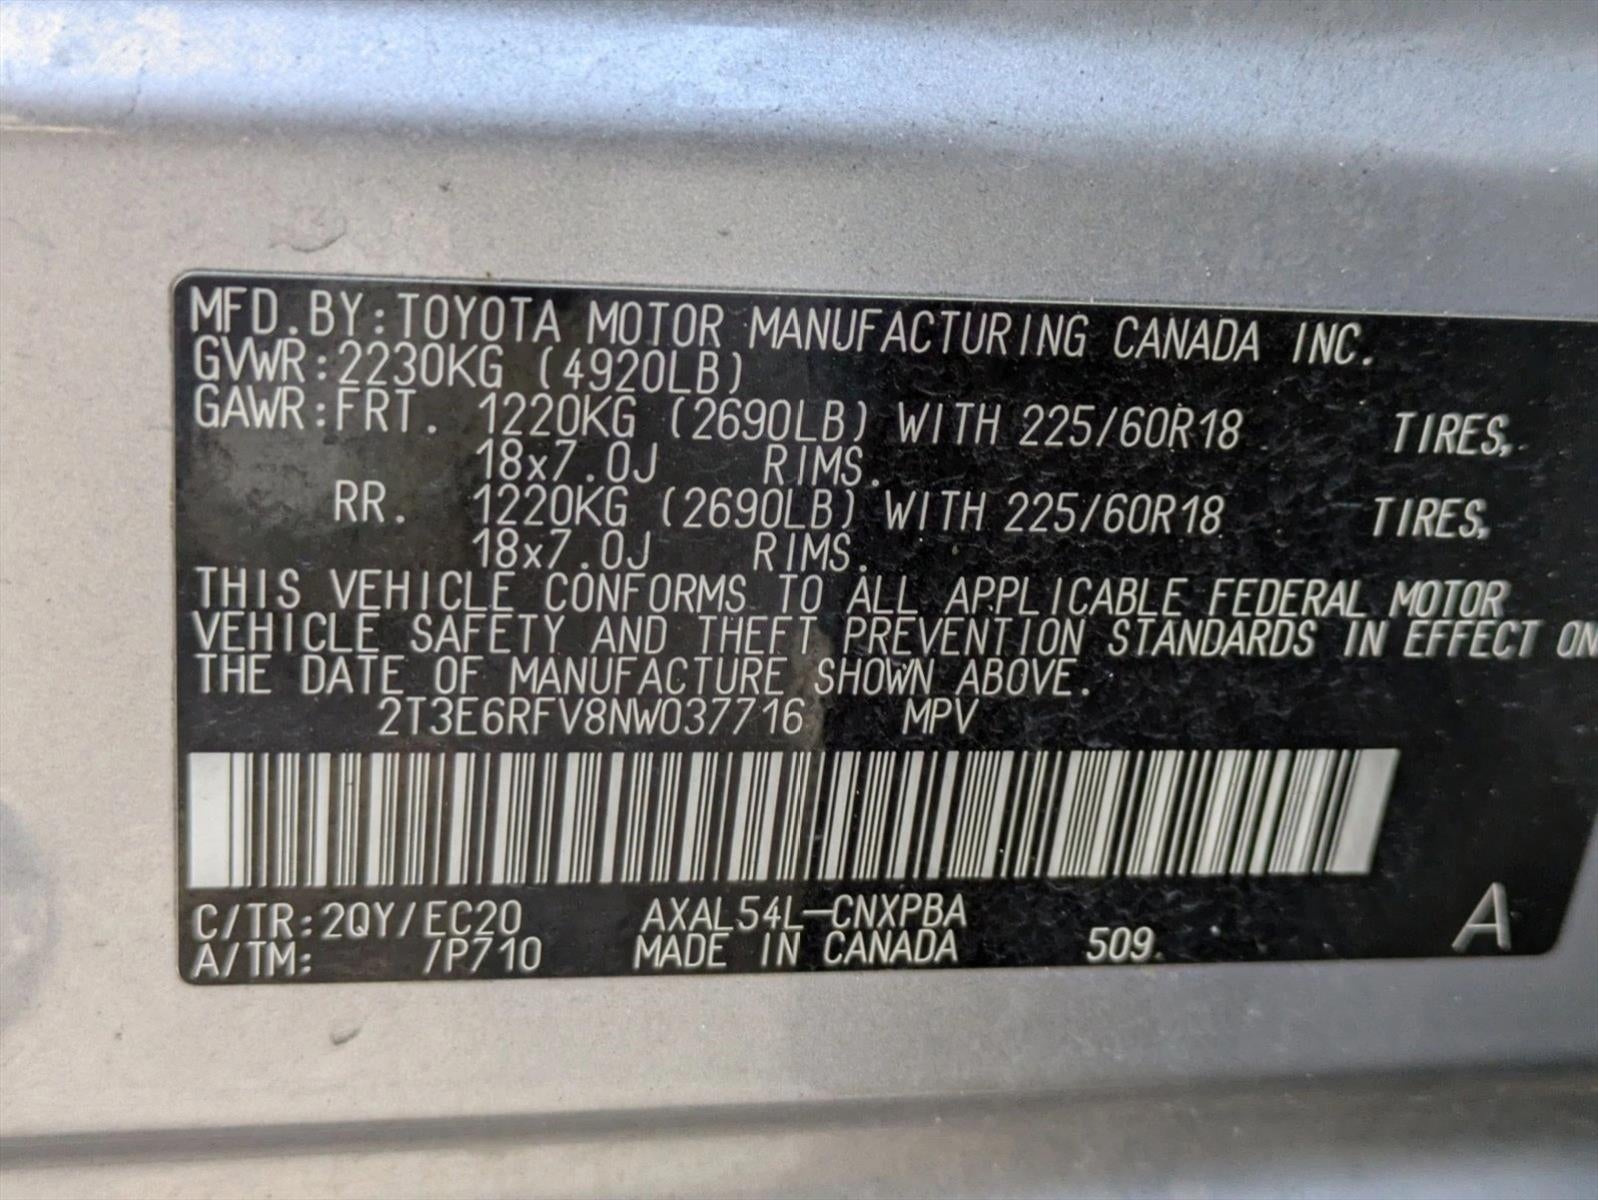 MFD.BY:TOYOTA MOTOR MANUFACTURING CANADA INC.
GVWR:2230KG (4920LB)
GAWR:FRT. 1220KG (2690LB) WITH 225/60R18 TIRES,
18x7.0J RIMS.
RR. 1220KG (2690LB) WITH 225/60R18 TIRES,
18x7.0J RIMS.
THIS VEHICLE CONFORMS TO ALL APPLICABLE FEDERAL MOTOR
VEHICLE SAFETY AND THEFT PREVENTION STANDARDS IN EFFECT ON
THE DATE OF MANUFACTURE SHOWN ABOVE.
2T3E6RFV8NW037716 MPV
C/TR:2QY/EC20 AXAL54L-CNXPBA
A/TM: /P710 MADE IN CANADA 509 A